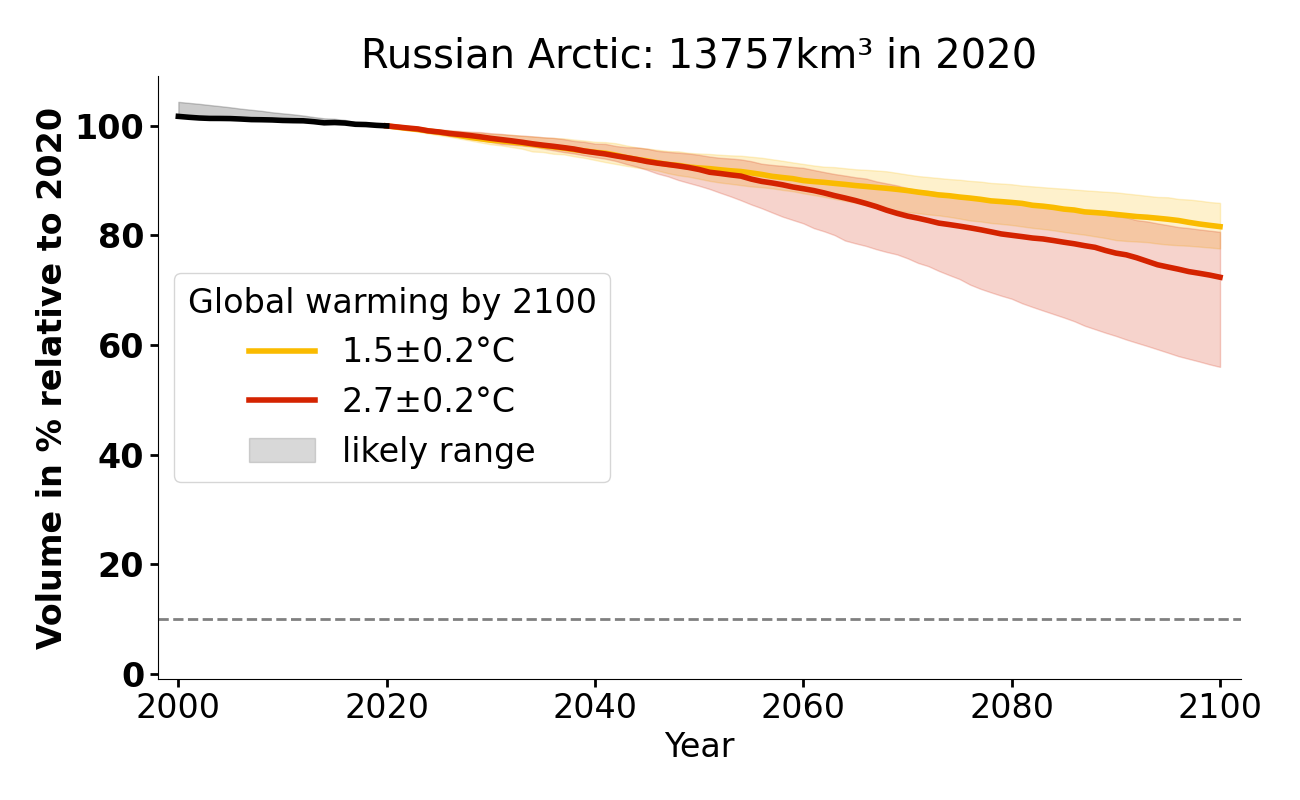 Russian Arctic: 13757km³ in 2020
Volume in % relative to 2020
100
80
60
40
20
0
Global warming by 2100
1.5±0.2°C
2.7±0.2°C
likely range
2000 2020 2040 2060 2080 2100
Year